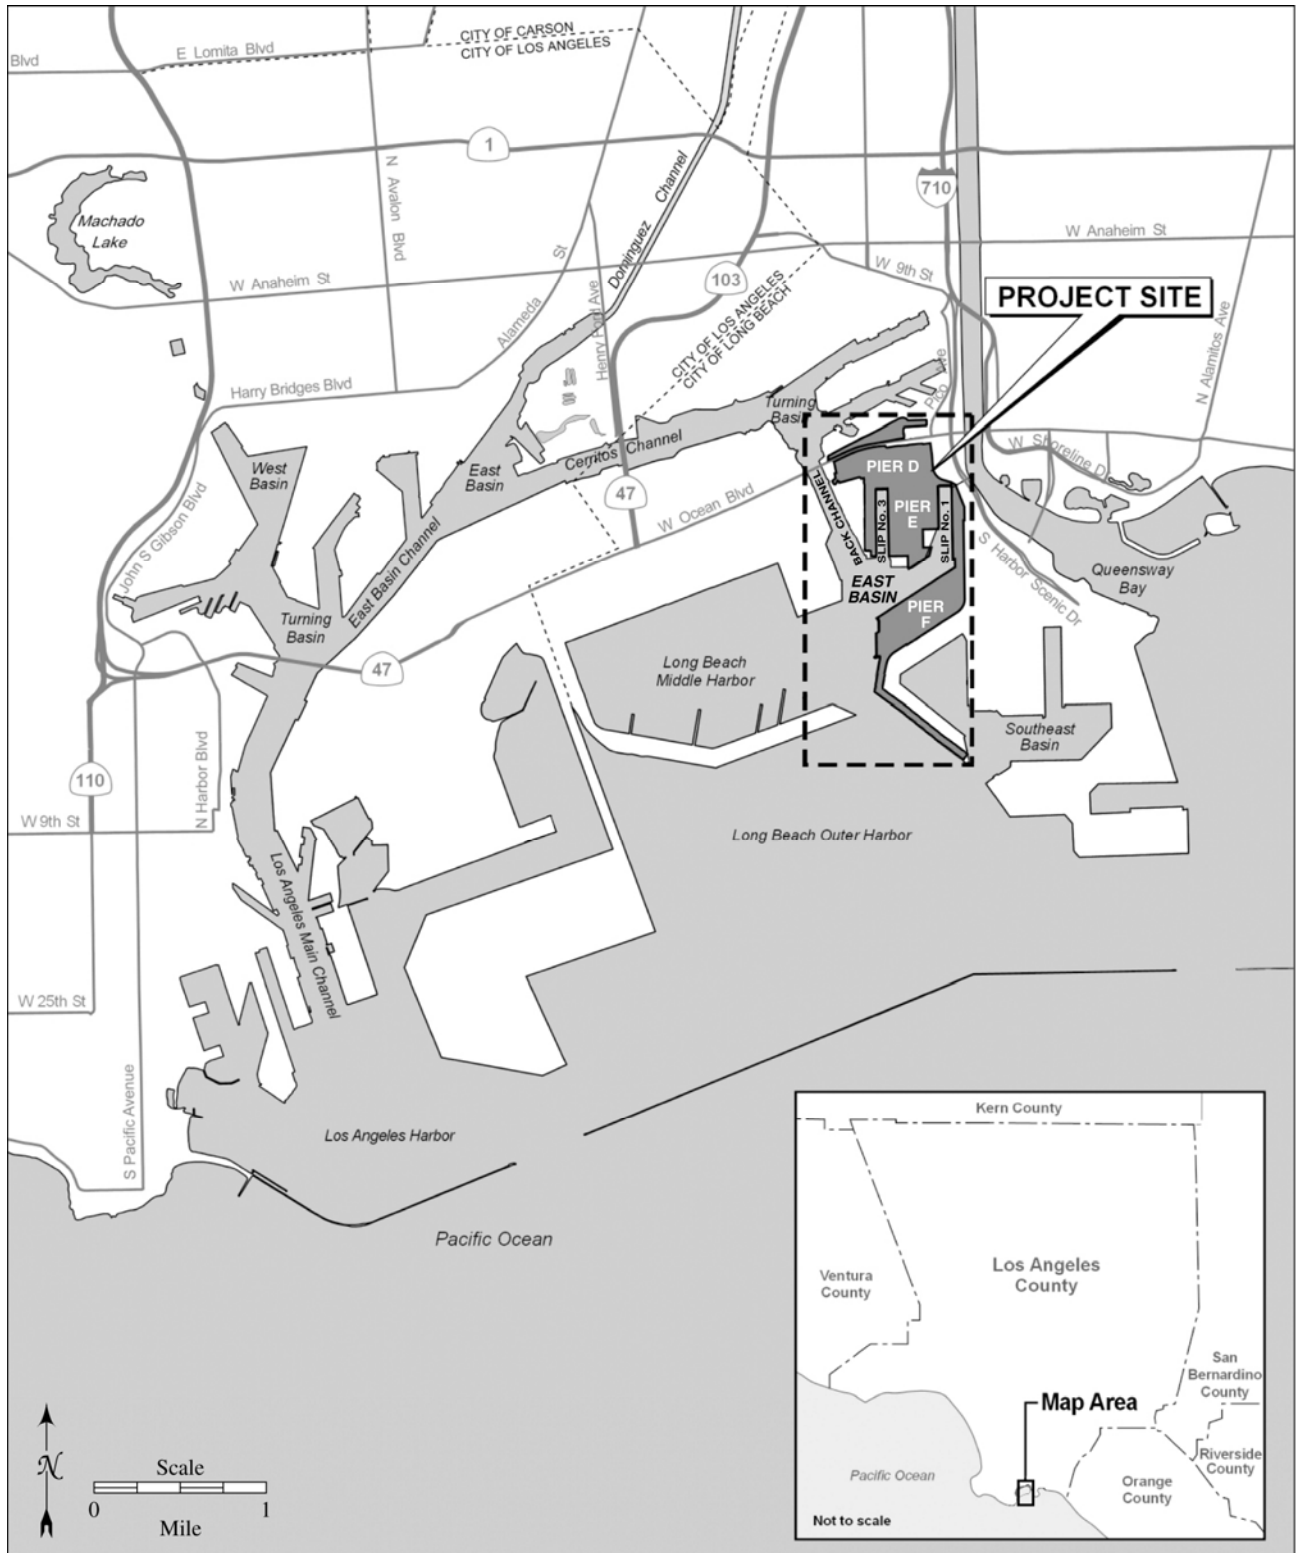 CITY OF CARSON
CITY OF LOS ANGELES
E Lomita Blvd
Blvd
1
N Avalon Blvd
Dominguez Channel
710
Machado
Lake
W Anaheim St
W Anaheim St
St
Alameda
Henry Ford Ave
103
W 9th St
CITY OF LOS ANGELES
CITY OF LONG BEACH
PROJECT SITE
N Alamitos Ave
Pico Ave
Harry Bridges Blvd
Turning
Basin
W Shoreline Dr
West
Basin
East
Basin
Cerritos Channel
47
W Ocean Blvd
PIER D
BACK CHANNEL
SLIP No. 3
PIER
E
SLIP No. 1
John S Gibson Blvd
East Basin Channel
S Harbor Scenic Dr
Queensway
Bay
EAST
BASIN
PIER
F
Turning
Basin
47
Long Beach
Middle Harbor
Southeast
Basin
110
N Harbor Blvd
W 9th St
Long Beach Outer Harbor
Los Angeles Main Channel
W 25th St
S Pacific Avenue
Los Angeles Harbor
Pacific Ocean
Kern County
Los Angeles
County
Ventura
County
San
Bernardino
County
Map Area
Riverside
County
Orange
County
Pacific Ocean
Not to scale
N
Scale
0 1
Mile